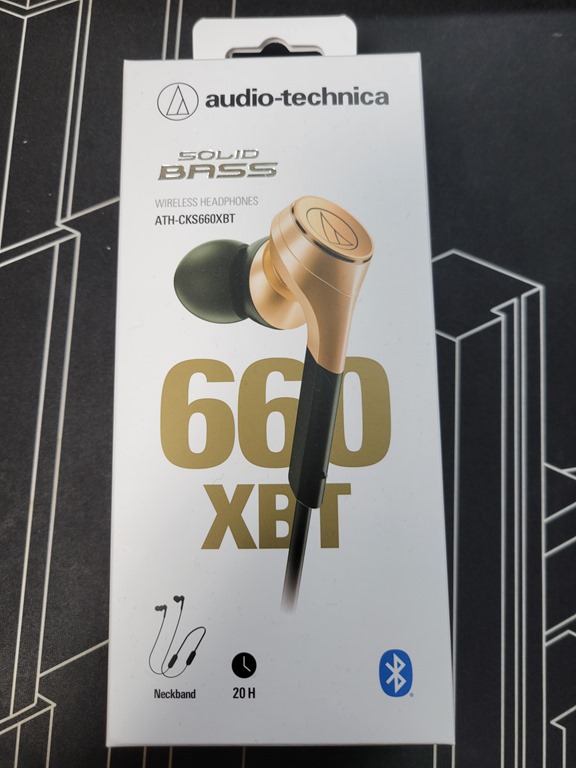 audio-technica
SOLID
BASS
WIRELESS HEADPHONES
ATH-CKS660XBT
660
XBT
Neckband
20 H